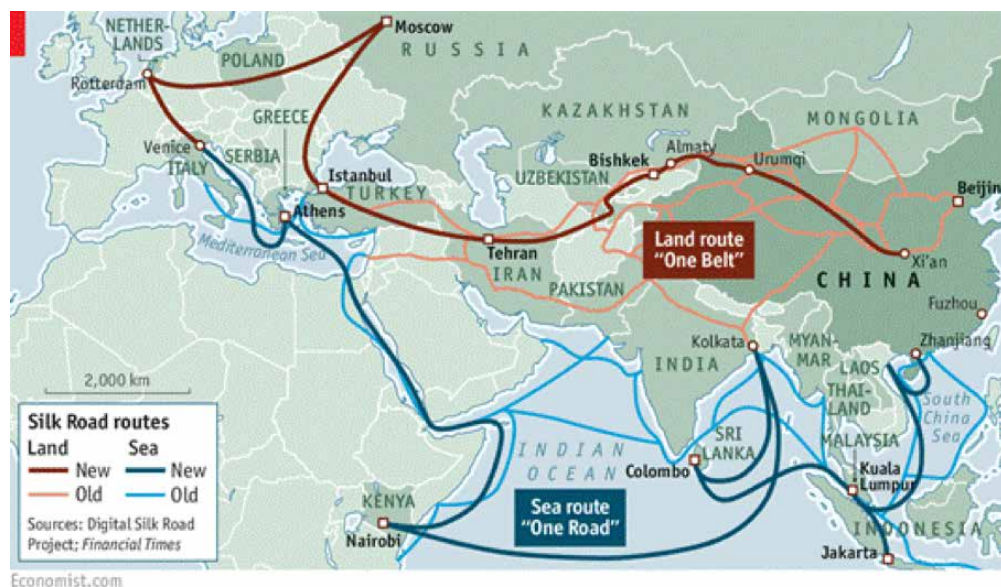 NETHER-
LANDS
Moscow
RUSSIA
POLAND
Rotterdam
GREECE
KAZAKHSTAN
MONGOLIA
Venice
ITALY
SERBIA
Almaty
Bishkek
Urumqi
UZBEKISTAN
Istanbul
TURKEY
Beijin
Athens
Mediterranean Sea
Tehran
IRAN
Land route
"One Belt"
Xi'an
CHINA
PAKISTAN
Fuzhou
Kolkata
Zhanjiang
MYAN-
MAR
INDIA
LAOS
THAI-
LAND
South
China
Sea
2,000 km
Silk Road routes
Land
Sea
New
New
Old
Old
Sources: Digital Silk Road
Project; Financial Times
INDIAN
OCEAN
SRI
LANKA
Colombo
MALAYSIA
Kuala
Lumpur
KENYA
Nairobi
Sea route
"One Road"
INDONESIA
Jakarta
Economist.com